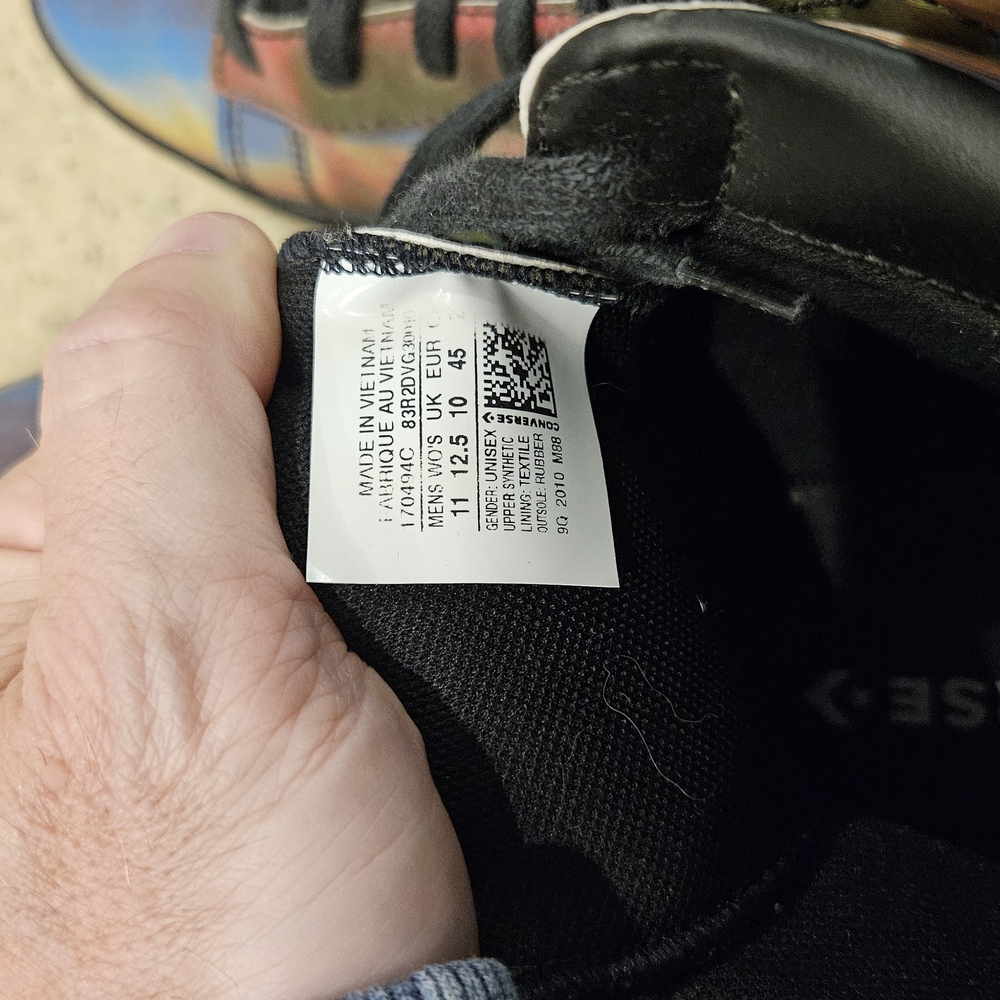 MADE IN VIETNAM
FABRIQUE AU VIETNAM
170494C 83R2DVG30010
MENS WO'S UK EUR
11 12.5 10 45
CONVERSE
GENDER: UNISEX
UPPER SYNTHETIC
LINING: TEXTILE
OUTSOLE: RUBBER
9Q 2010 M88